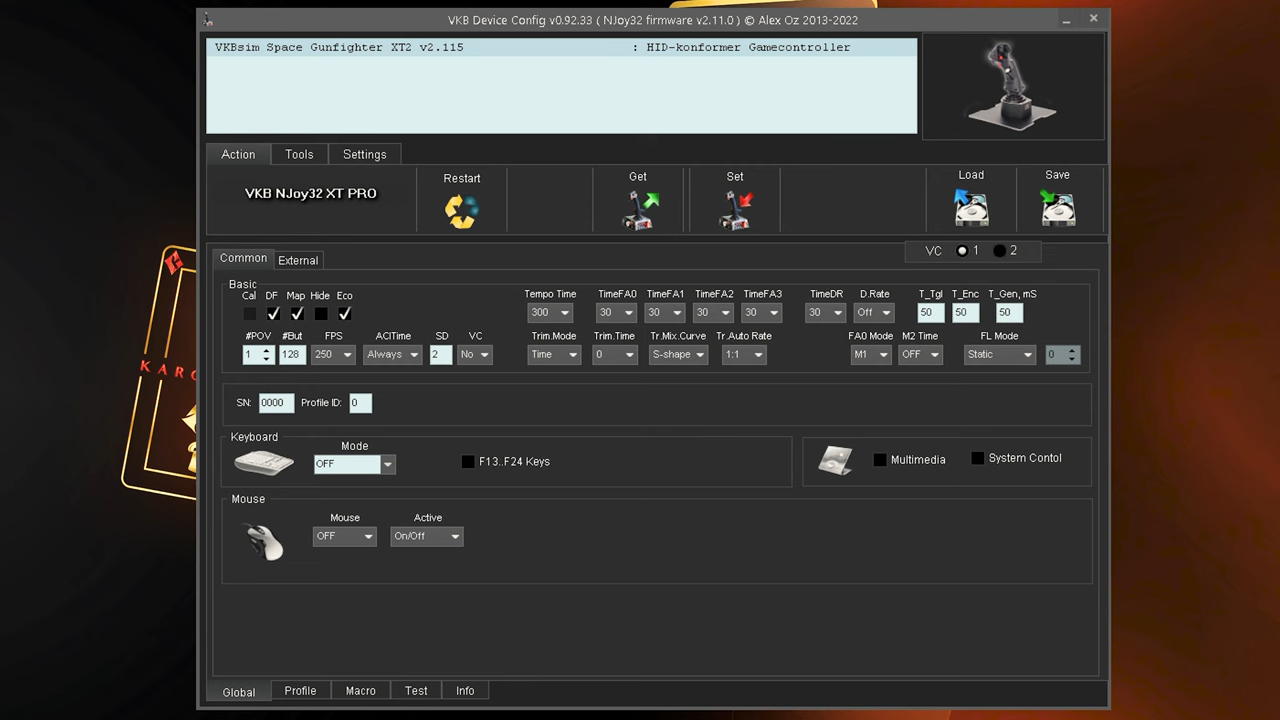 VKB Device Config v0.92.33 ( NJoy32 firmware v2.11.0 ) © Alex Oz 2013-2022
VKBsim Space Gunfighter XT2 v2.115 : HID-konformer Gamecontroller
Action Tools Settings
VKB NJoy32 XT PRO Restart Get Set Load Save
VC 1 2
Common External
Basic
Cal DF Map Hide Eco Tempo Time TimeFA0 TimeFA1 TimeFA2 TimeFA3 TimeDR D.Rate T_Tgl T_Enc T_Gen, mS
300 30 30 30 30 30 Off 50 50 50
#POV #But FPS ACITime SD VC Trim.Mode Trim.Time Tr.Mix.Curve Tr.Auto Rate FA0 Mode M2 Time FL Mode
1 128 250 Always 2 No Time 0 S-shape 1:1 M1 OFF Static 0
SN: 0000 Profile ID: 0
Keyboard
Mode
OFF F13..F24 Keys Multimedia System Contol
Mouse
Mouse Active
OFF On/Off
Global Profile Macro Test Info
KARO